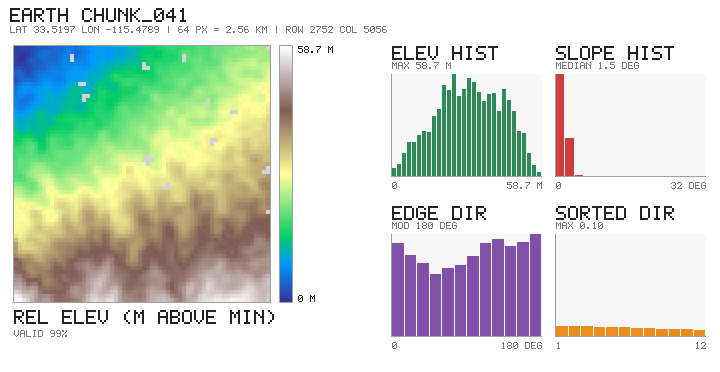 EARTH CHUNK_041
LAT 33.5197 LON -115.4789 | 64 PX = 2.56 KM | ROW 2752 COL 5056
58.7 M
0 M
REL ELEV (M ABOVE MIN)
VALID 99%
ELEV HIST
MAX 58.7 M
0 58.7 M
SLOPE HIST
MEDIAN 1.5 DEG
0 32 DEG
EDGE DIR
MOD 180 DEG
0 180 DEG
SORTED DIR
MAX 0.10
1 12